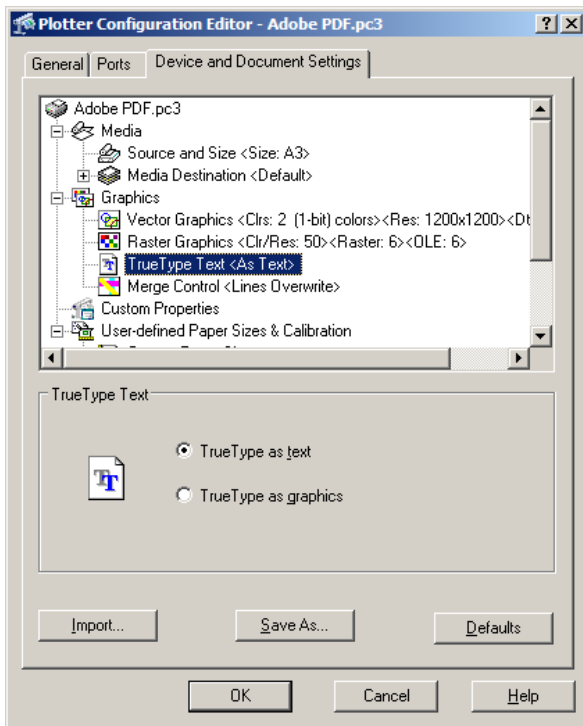 Plotter Configuration Editor - Adobe PDF.pc3
General Ports Device and Document Settings
Adobe PDF.pc3
Media
Source and Size <Size: A3>
Media Destination <Default>
Graphics
Vector Graphics <Clrs: 2 (1-bit) colors><Res: 1200x1200><Dt
Raster Graphics <Clr/Res: 50><Raster: 6><OLE: 6>
TrueType Text <As Text>
Merge Control <Lines Overwrite>
Custom Properties
User-defined Paper Sizes & Calibration
TrueType Text
TrueType as text
TrueType as graphics
Import... Save As... Defaults
OK Cancel Help